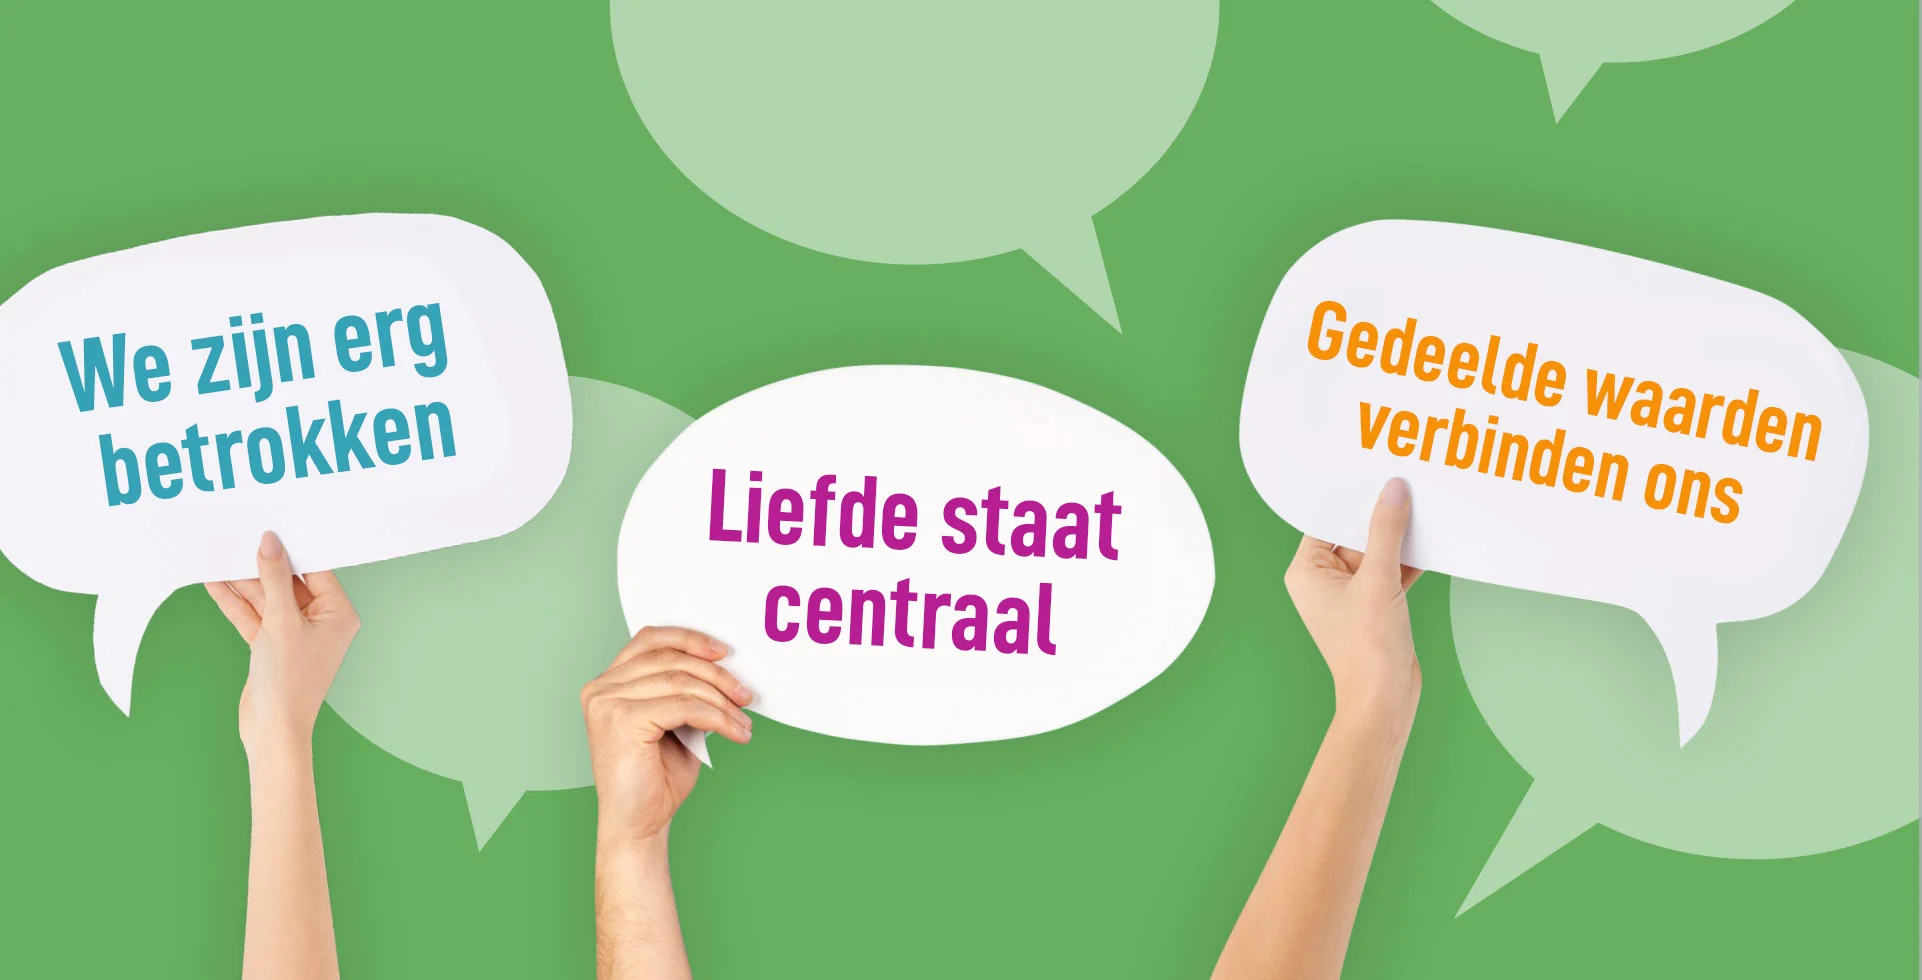 We zijn erg
betrokken
Liefde staat
centraal
Gedeelde waarden
verbinden ons